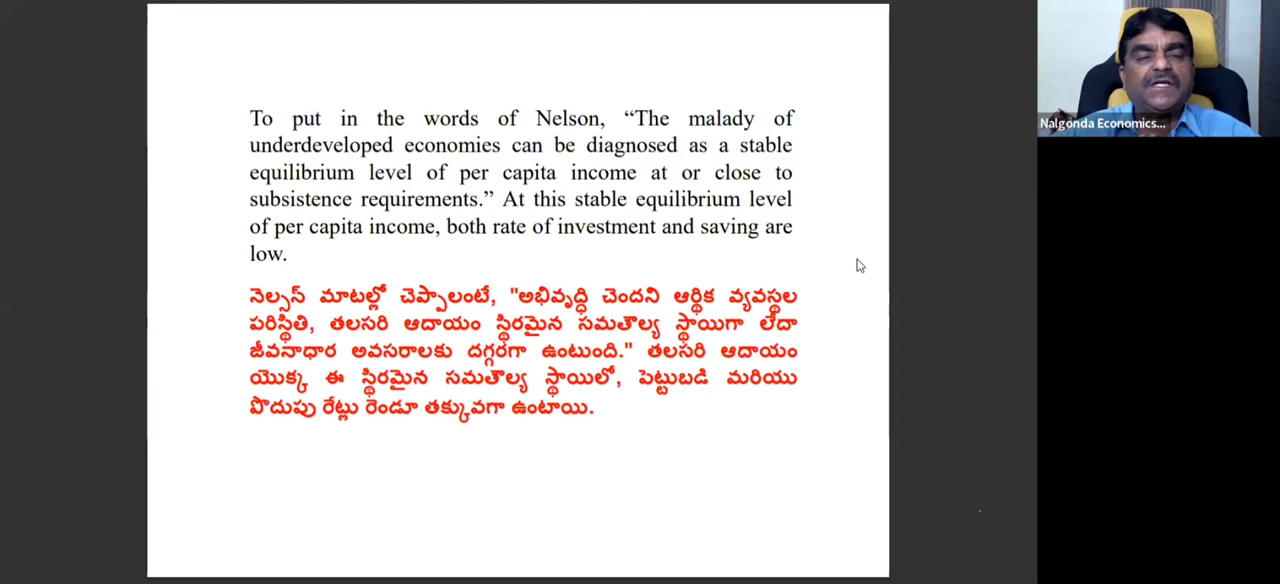 To put in the words of Nelson, “The malady of
underdeveloped economies can be diagnosed as a stable
equilibrium level of per capita income at or close to
subsistence requirements.” At this stable equilibrium level
of per capita income, both rate of investment and saving are
low.
నెల్సన్ మాటల్లో చెప్పాలంటే, "అభివృద్ధి చెందని ఆర్థిక వ్యవస్థల
పరిస్థితి, తలసరి ఆదాయం స్థిరమైన సమతౌల్య స్థాయిగా లేదా
జీవనాధార అవసరాలకు దగ్గరగా ఉంటుంది." తలసరి ఆదాయం
యొక్క ఈ స్థిరమైన సమతౌల్య స్థాయిలో, పెట్టుబడి మరియు
పొదుపు రేట్లు రెండూ తక్కువగా ఉంటాయి.
Nalgonda Economics...